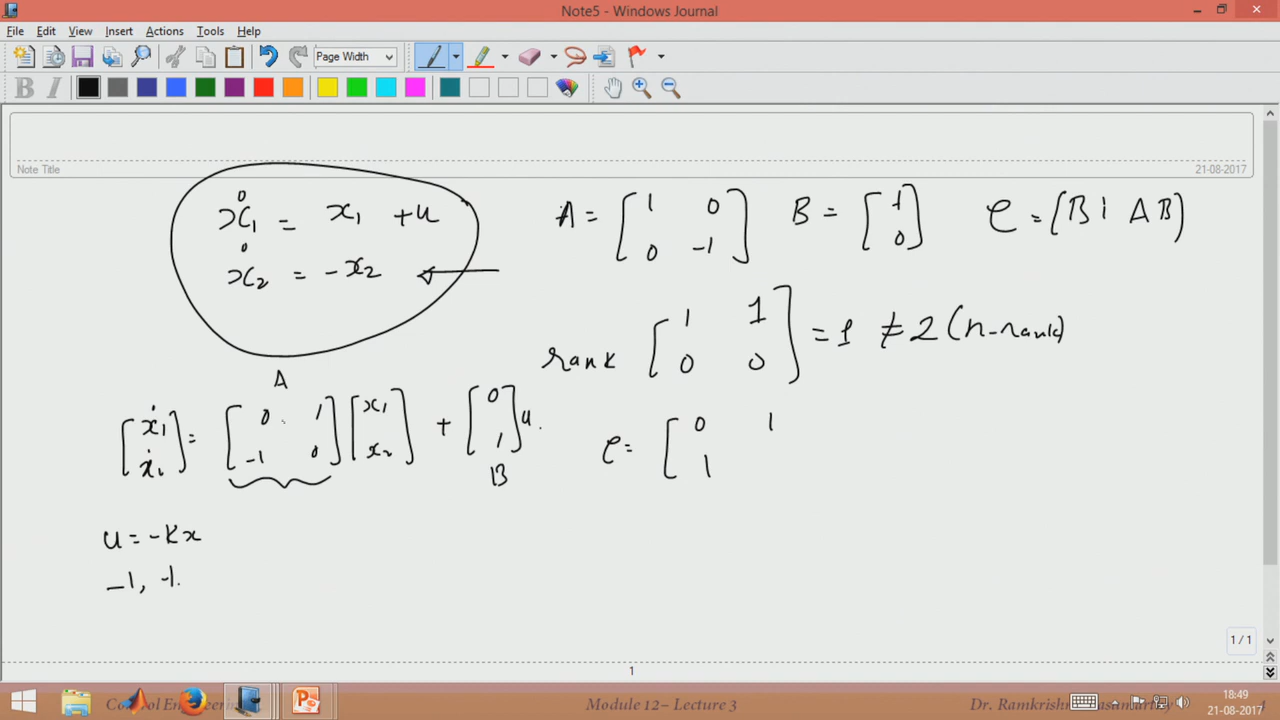 Note5 - Windows Journal
File Edit View Insert Actions Tools Help
Page Width
B I
Note Title
21-08-2017
ẋ1 = x1 + u
ẋ2 = -x2 ←
A = [1 0; 0 -1] B = [1; 0] C = (B | AB)
rank [1 1; 0 0] = 1 ≠ 2 (n-rank)
A
[ẋ1; ẋ2] = [0 1; -1 0] [x1; x2] + [0; 1] u.
B
C = [0 1; 1
u = -Kx
-1, -1.
1 / 1
1
Module 12– Lecture 3
18:49
21-08-2017